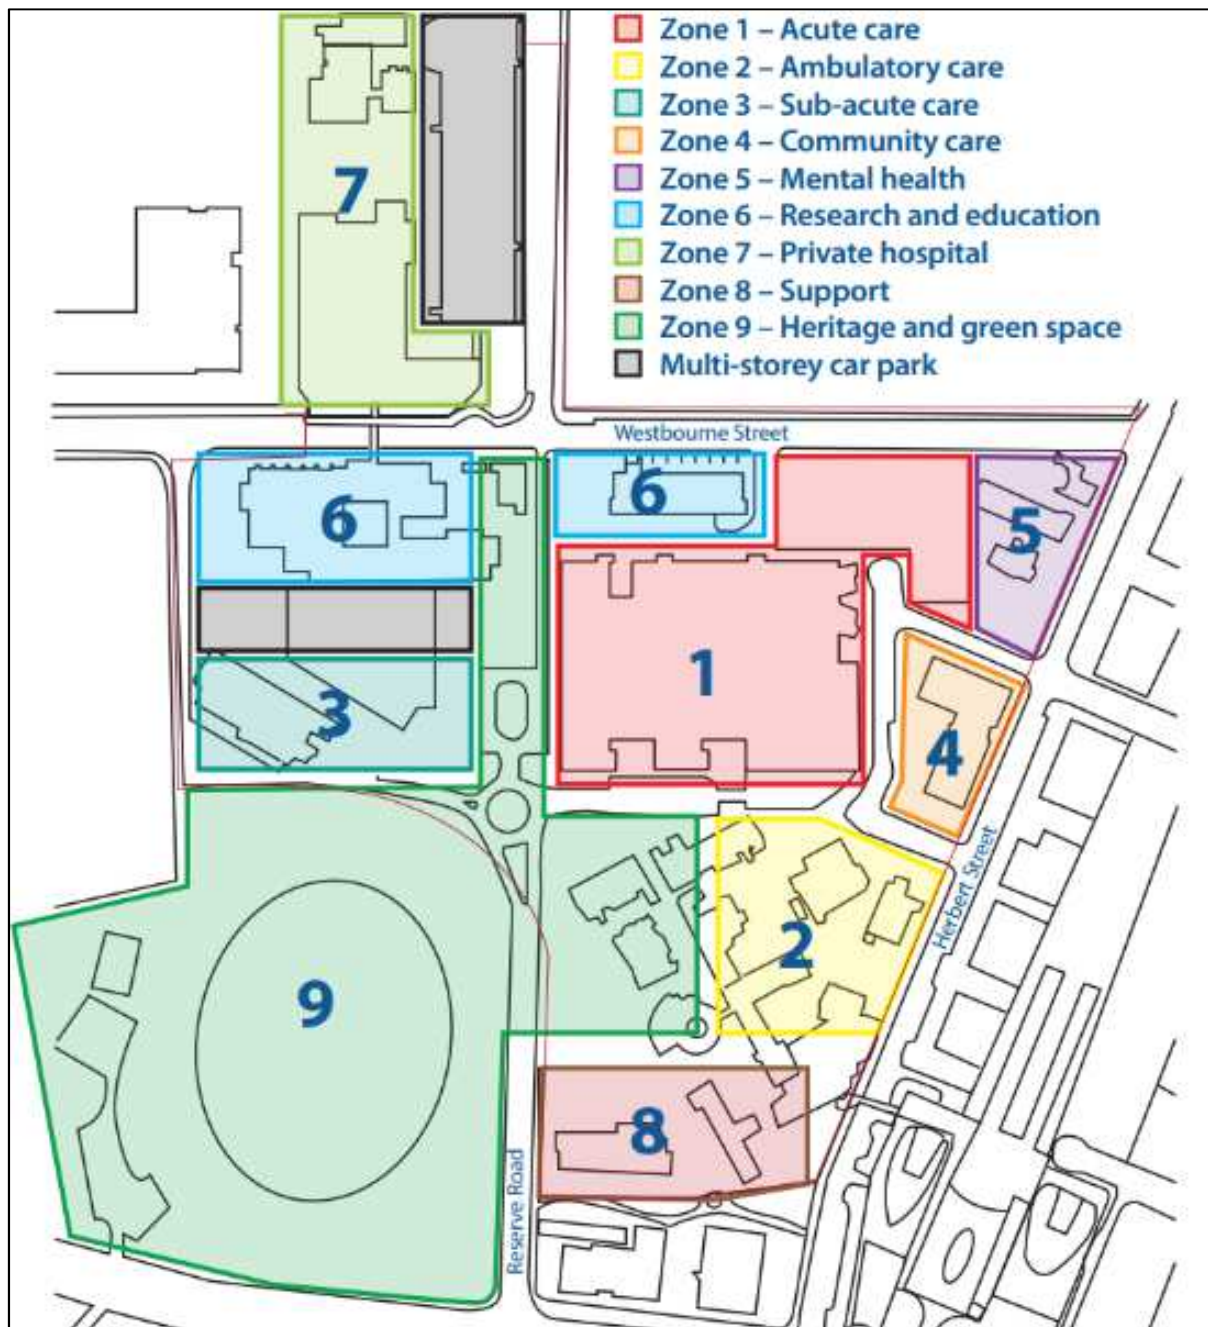 Zone 1 – Acute care
Zone 2 – Ambulatory care
Zone 3 – Sub-acute care
Zone 4 – Community care
Zone 5 – Mental health
Zone 6 – Research and education
Zone 7 – Private hospital
Zone 8 – Support
Zone 9 – Heritage and green space
Multi-storey car park
7
Westbourne Street
6
6
5
1
3
4
Herbert Street
2
9
8
Reserve Road